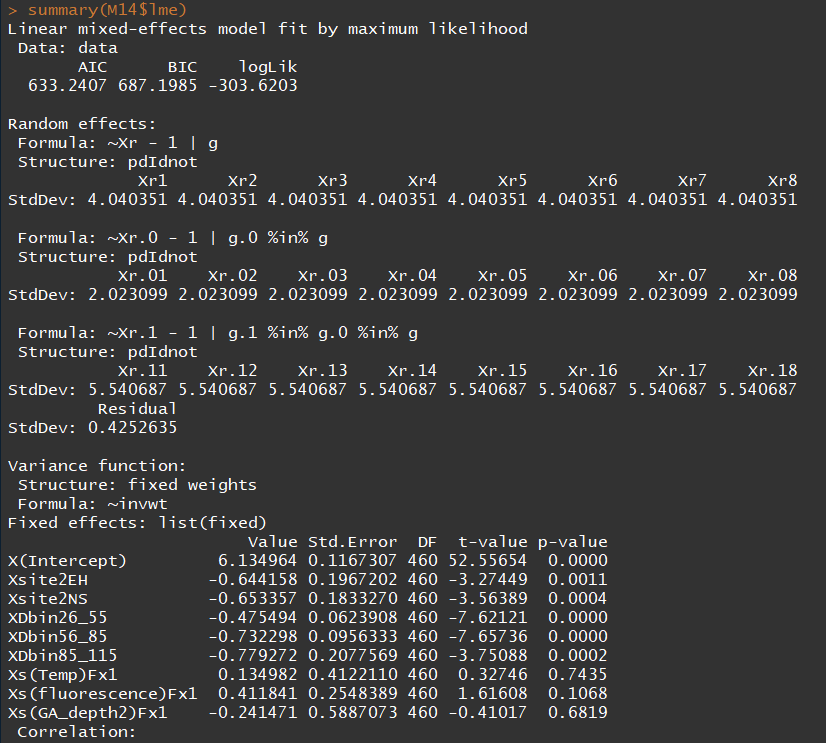 > summary(M14$lme)
Linear mixed-effects model fit by maximum likelihood
 Data: data
       AIC      BIC    logLik
  633.2407 687.1985 -303.6203

Random effects:
 Formula: ~Xr - 1 | g
 Structure: pdIdnot
             Xr1      Xr2      Xr3      Xr4      Xr5      Xr6      Xr7      Xr8
StdDev: 4.040351 4.040351 4.040351 4.040351 4.040351 4.040351 4.040351 4.040351

 Formula: ~Xr.0 - 1 | g.0 %in% g
 Structure: pdIdnot
           Xr.01    Xr.02    Xr.03    Xr.04    Xr.05    Xr.06    Xr.07    Xr.08
StdDev: 2.023099 2.023099 2.023099 2.023099 2.023099 2.023099 2.023099 2.023099

 Formula: ~Xr.1 - 1 | g.1 %in% g.0 %in% g
 Structure: pdIdnot
           Xr.11    Xr.12    Xr.13    Xr.14    Xr.15    Xr.16    Xr.17    Xr.18
StdDev: 5.540687 5.540687 5.540687 5.540687 5.540687 5.540687 5.540687 5.540687
         Residual
StdDev: 0.4252635

Variance function:
 Structure: fixed weights
 Formula: ~invwt
Fixed effects: list(fixed)
                        Value Std.Error  DF  t-value p-value
X(Intercept)         6.134964 0.1167307 460 52.55654  0.0000
Xsite2EH            -0.644158 0.1967202 460 -3.27449  0.0011
Xsite2NS            -0.653357 0.1833270 460 -3.56389  0.0004
XDbin26_55          -0.475494 0.0623908 460 -7.62121  0.0000
XDbin56_85          -0.732298 0.0956333 460 -7.65736  0.0000
XDbin85_115         -0.779272 0.2077569 460 -3.75088  0.0002
Xs(Temp)Fx1          0.134982 0.4122110 460  0.32746  0.7435
Xs(fluorescence)Fx1  0.411841 0.2548389 460  1.61608  0.1068
Xs(GA_depth2)Fx1    -0.241471 0.5887073 460 -0.41017  0.6819
 Correlation: